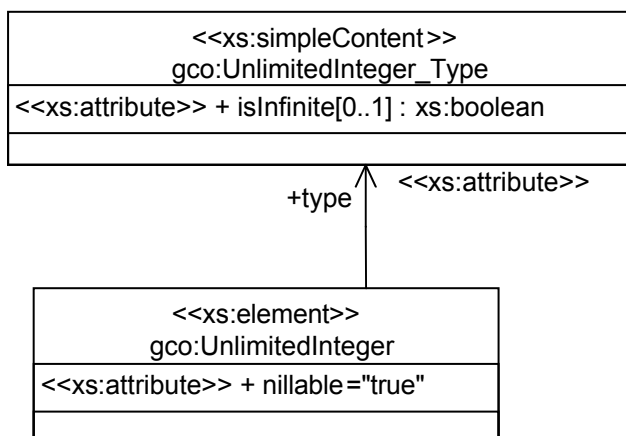 <<xs:simpleContent>>
gco:UnlimitedInteger_Type
<<xs:attribute>> + isInfinite[0..1] : xs:boolean
<<xs:attribute>>
+type
<<xs:element>>
gco:UnlimitedInteger
<<xs:attribute>> + nillable="true"